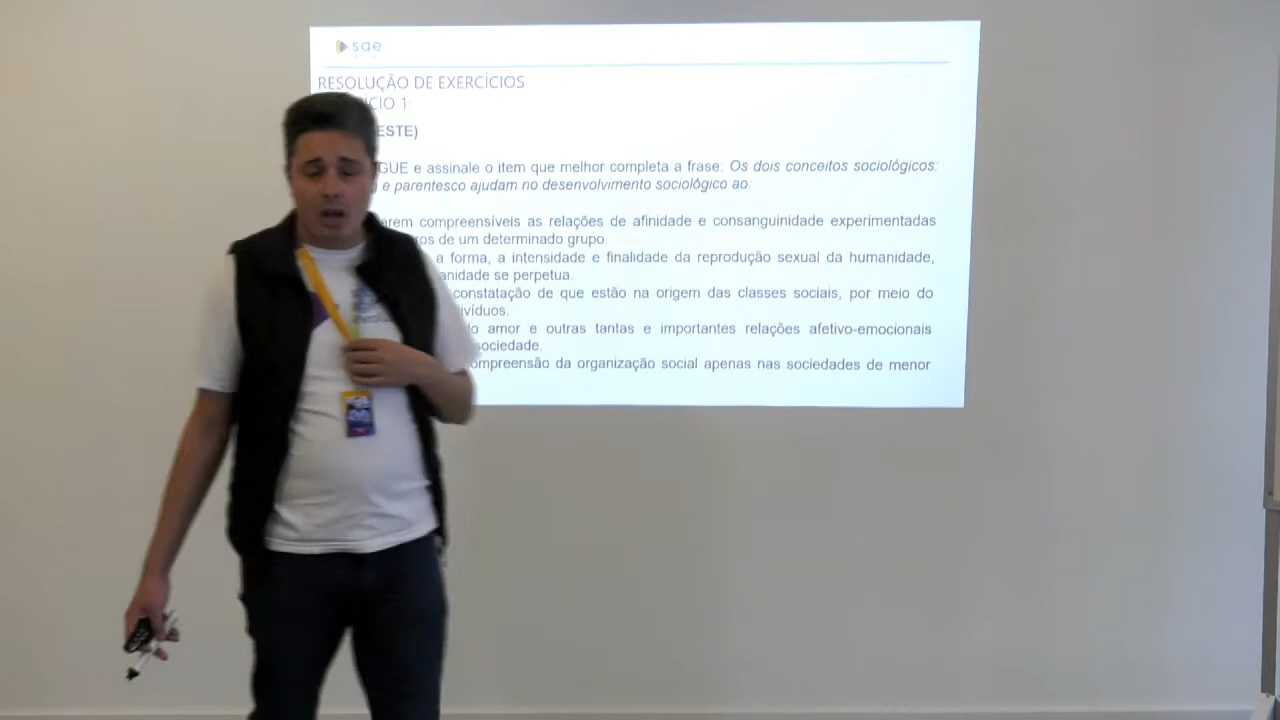 sae
RESOLUÇÃO DE EXERCÍCIOS
CIO 1:
ESTE)
GUE e assinale o item que melhor completa a frase: Os dois conceitos sociológicos:
e parentesco ajudam no desenvolvimento sociológico ao:
arem compreensíveis as relações de afinidade e consanguinidade experimentadas
ros de um determinado grupo
a forma, a intensidade e finalidade da reprodução sexual da humanidade,
anidade se perpetua.
constatação de que estão na origem das classes sociais, por meio do
ivíduos.
lo amor e outras tantas e importantes relações afetivo-emocionais
sociedade.
ompreensão da organização social apenas nas sociedades de menor